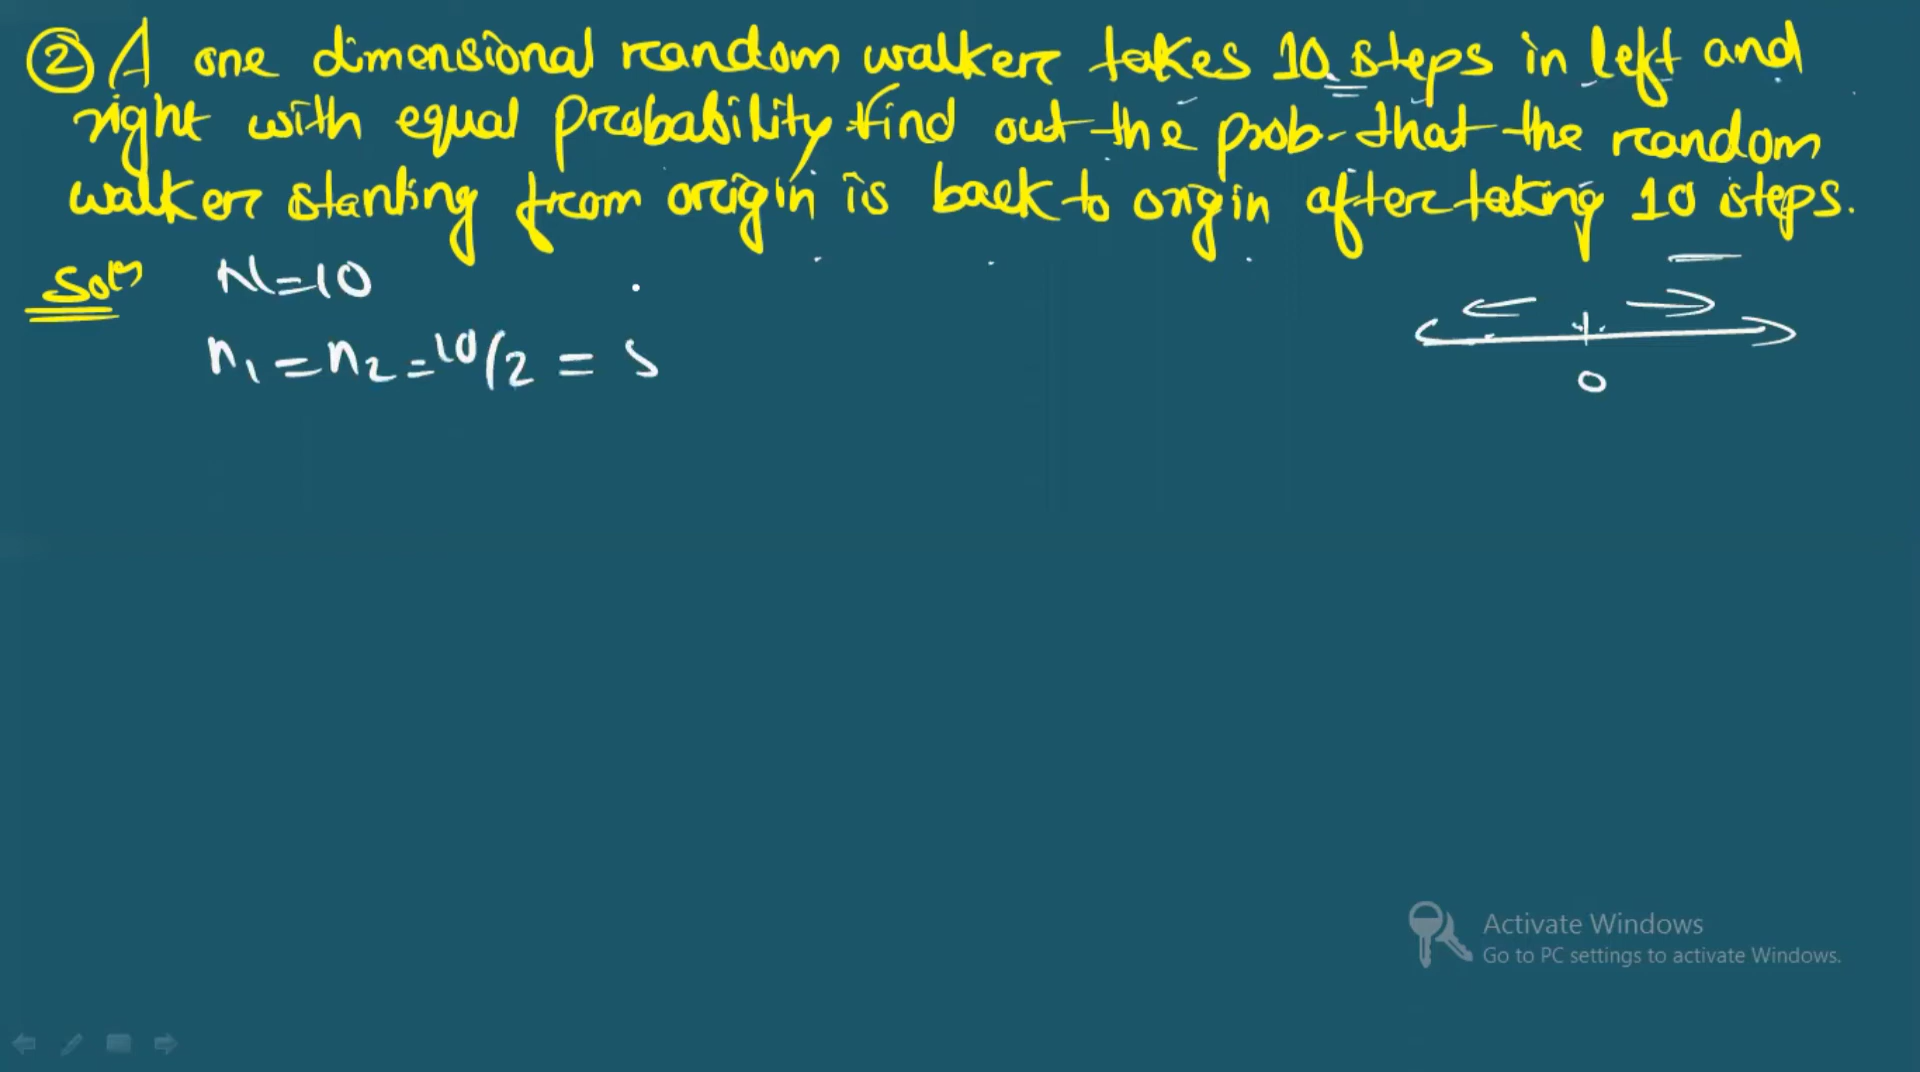 ② A one dimensional random walker takes 10 steps in left and
right with equal probability find out the prob. that the random
walker starting from origin is back to origin after taking 10 steps.
Solⁿ N=10
n₁ = n₂ = 10/2 = 5
0
Activate Windows
Go to PC settings to activate Windows.